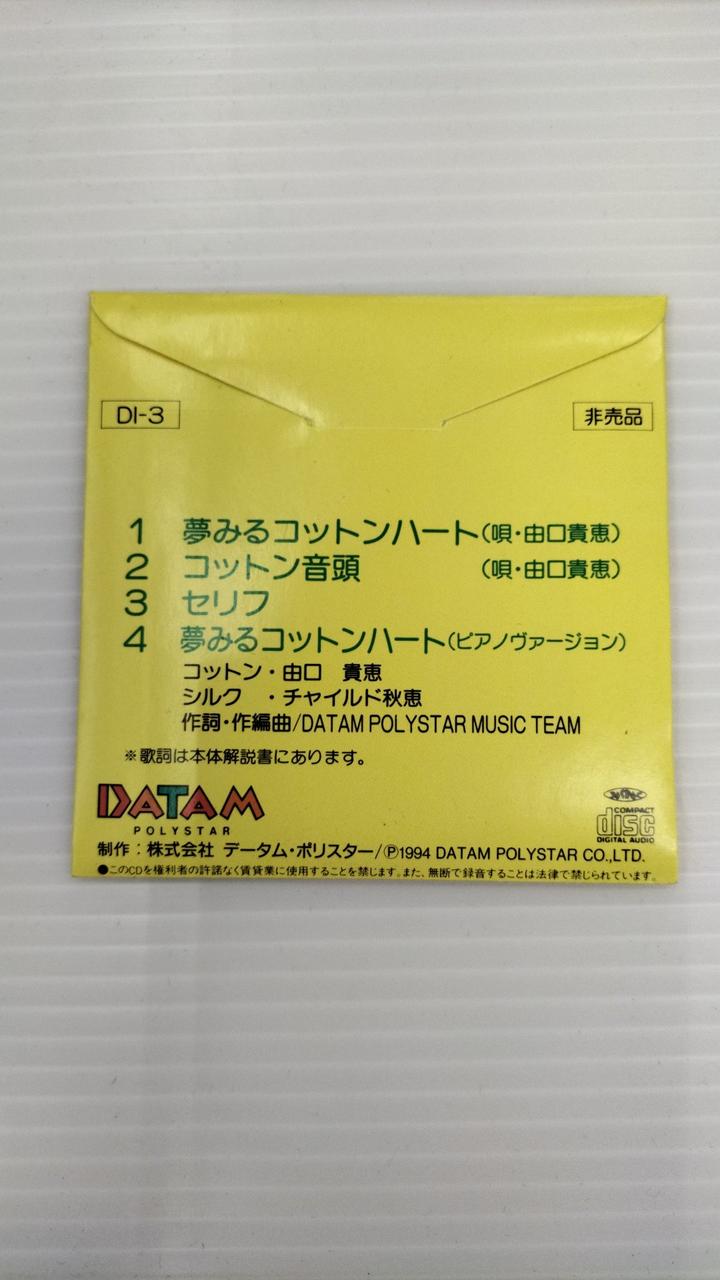 DI-3
非売品
1 夢みるコットンハート(唄・由口貴恵)
2 コットン音頭 (唄・由口貴恵)
3 セリフ
4 夢みるコットンハート(ピアノヴァージョン)
コットン・由口 貴恵
シルク ・チャイルド秋恵
作詞・作編曲/DATAM POLYSTAR MUSIC TEAM
※歌詞は本体解説書にあります。
DATAM
POLYSTAR
COMPACT
disc
DIGITAL AUDIO
制作:株式会社 データム・ポリスター/Ⓟ1994 DATAM POLYSTAR CO.,LTD.
●このCDを権利者の許諾なく賃貸業に使用することを禁じます。また、無断で録音することは法律で禁じられています。